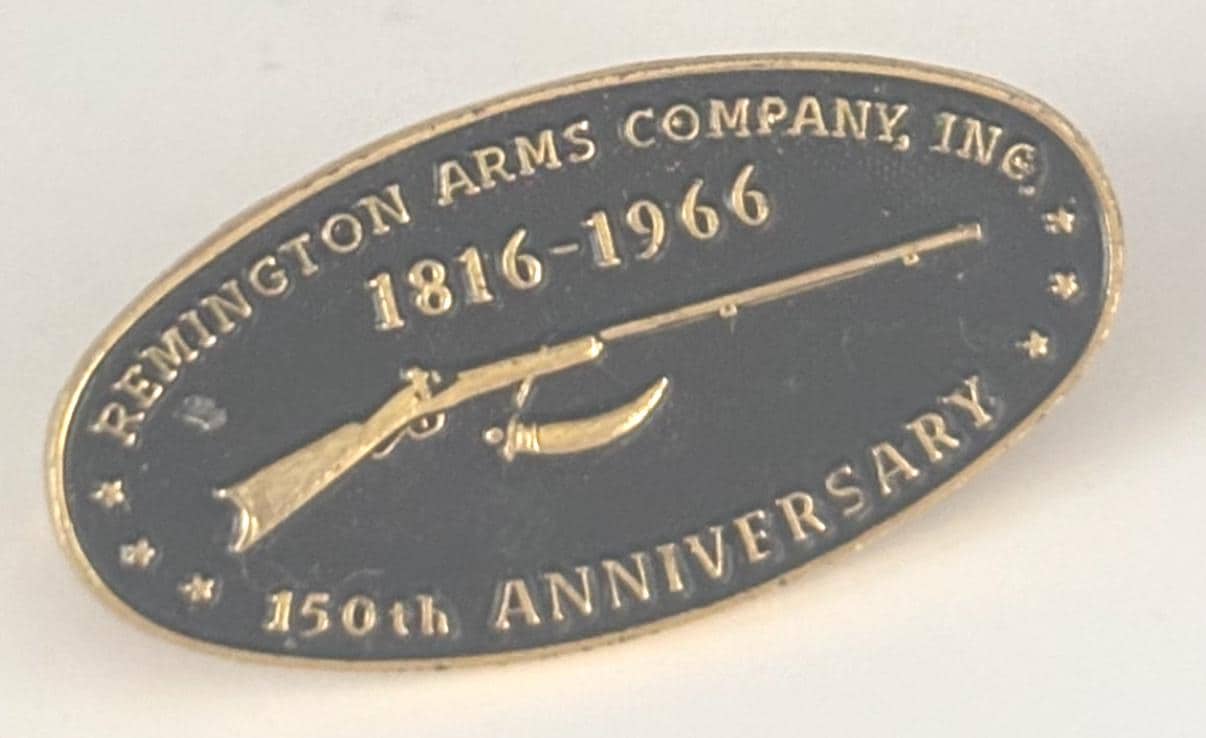 REMINGTON ARMS COMPANY, INC.
1816-1966
150th ANNIVERSARY